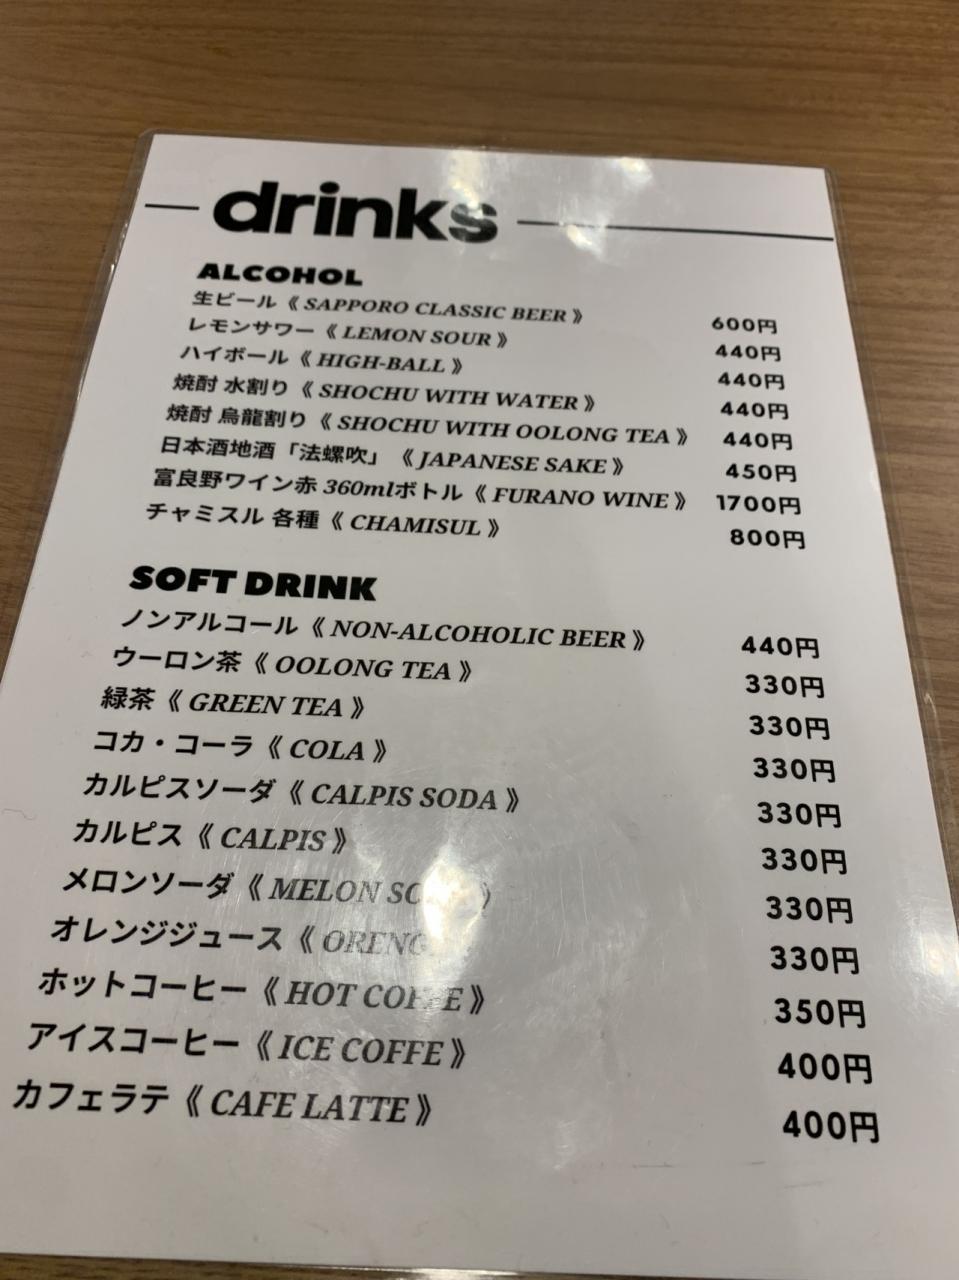 drinks
ALCOHOL
生ビール《 SAPPORO CLASSIC BEER 》 600円
レモンサワー《 LEMON SOUR 》 440円
ハイボール《 HIGH-BALL 》 440円
焼酎 水割り《 SHOCHU WITH WATER 》 440円
焼酎 烏龍割り《 SHOCHU WITH OOLONG TEA 》 440円
日本酒地酒「法螺吹」《 JAPANESE SAKE 》 450円
富良野ワイン赤 360mlボトル《 FURANO WINE 》 1700円
チャミスル 各種《 CHAMISUL 》 800円
SOFT DRINK
ノンアルコール《 NON-ALCOHOLIC BEER 》 440円
ウーロン茶《 OOLONG TEA 》 330円
緑茶《 GREEN TEA 》 330円
コカ・コーラ《 COLA 》 330円
カルピスソーダ《 CALPIS SODA 》 330円
カルピス《 CALPIS 》 330円
メロンソーダ《 MELON 》 330円
オレンジジュース《 330円
ホットコーヒー《 HOT COFFE 》 350円
アイスコーヒー《 ICE COFFE 》 400円
カフェラテ《 CAFE LATTE 》 400円